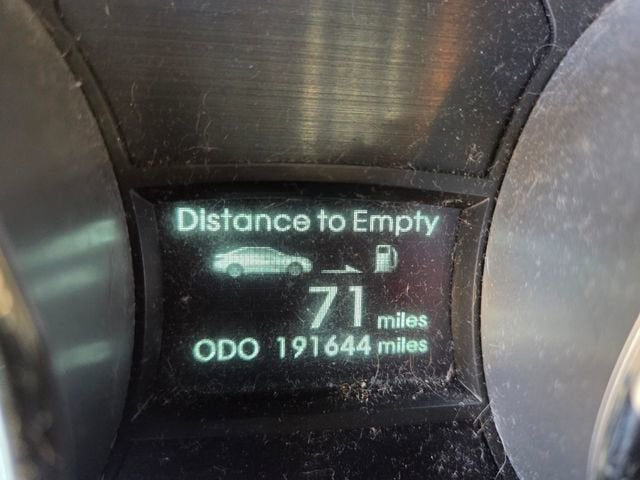 Distance to Empty
71 miles
ODO 191644 miles